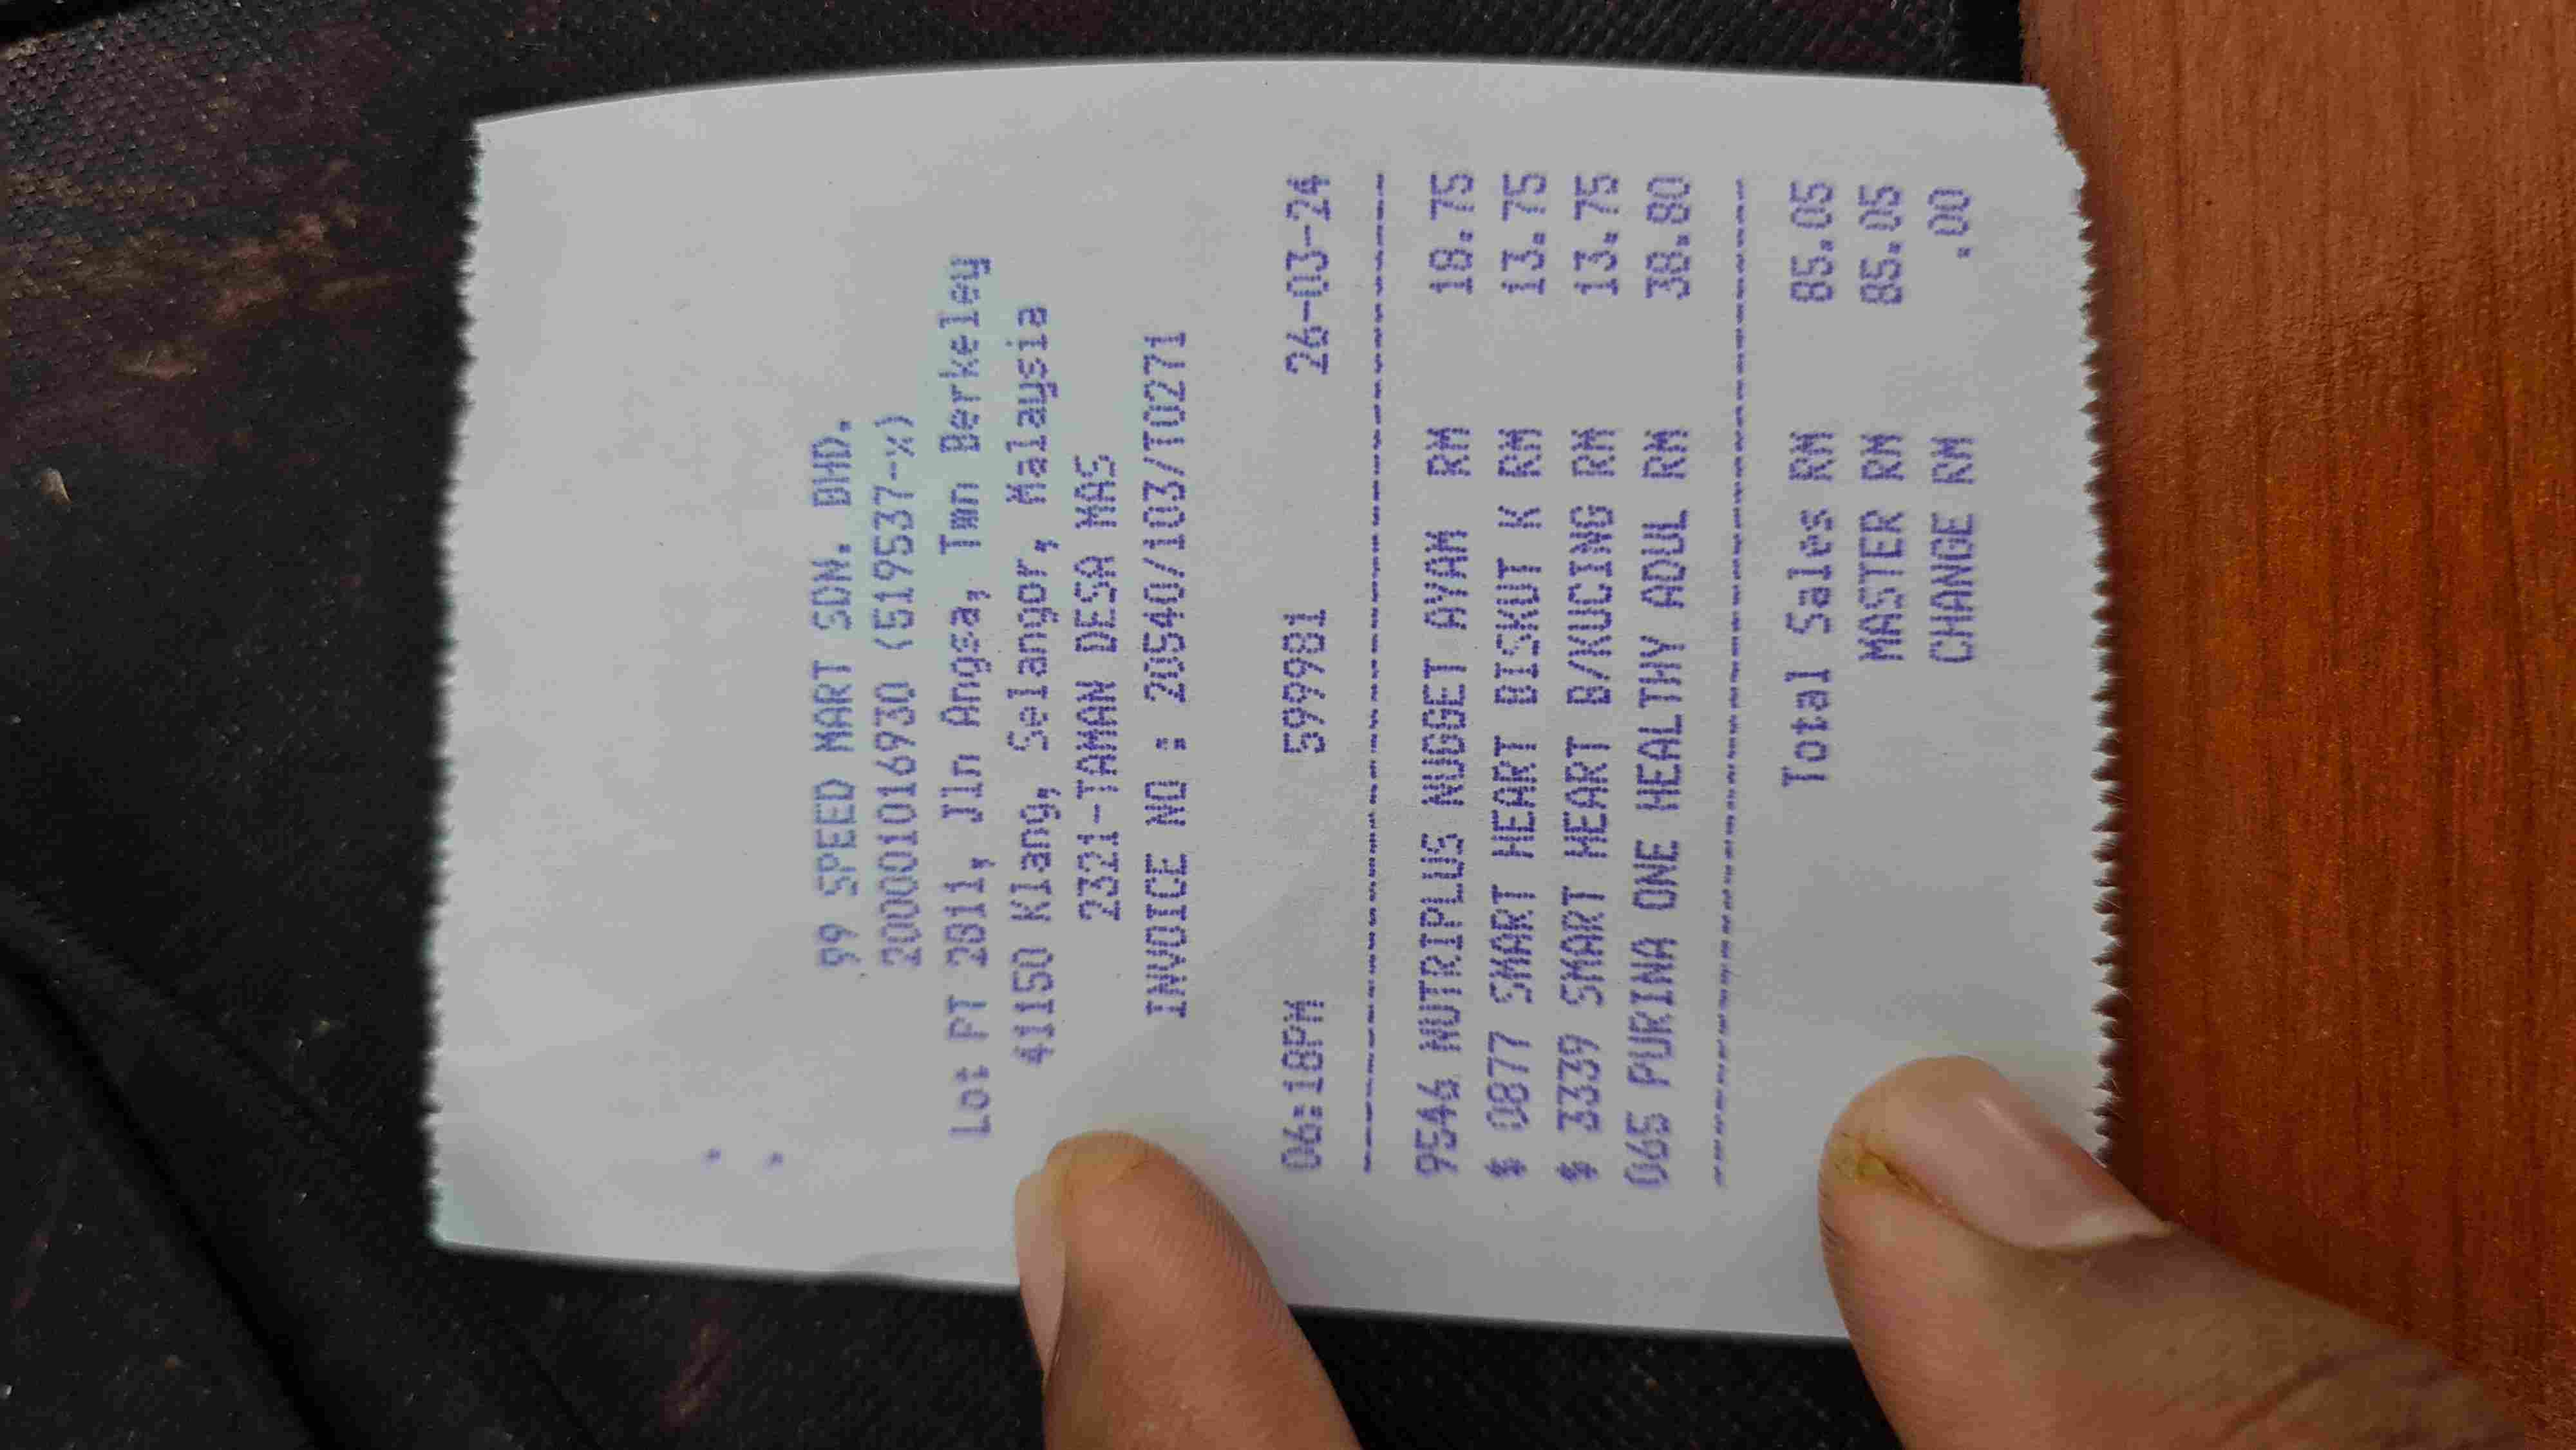 99 SPEED MART SDN. BHD.
200001016930 (519537-X)
Lot PT 2811, Jln Angsa, Tmn Berkeley
41150 Klang, Selangor, Malaysia
2321-TAMAN DESA MAS
INVOICE NO : 20540/103/T0271
06:18PM 599981 26-03-24
9546 NUTRIPLUS NUGGET AYAM RM 18.75
$ 0877 SMART HEART BISKUT K RM 13.75
$ 3339 SMART HEART B/KUCING RM 13.75
065 PURINA ONE HEALTHY ADUL RM 38.80
Total Sales RM 85.05
MASTER RM 85.05
CHANGE RM .00